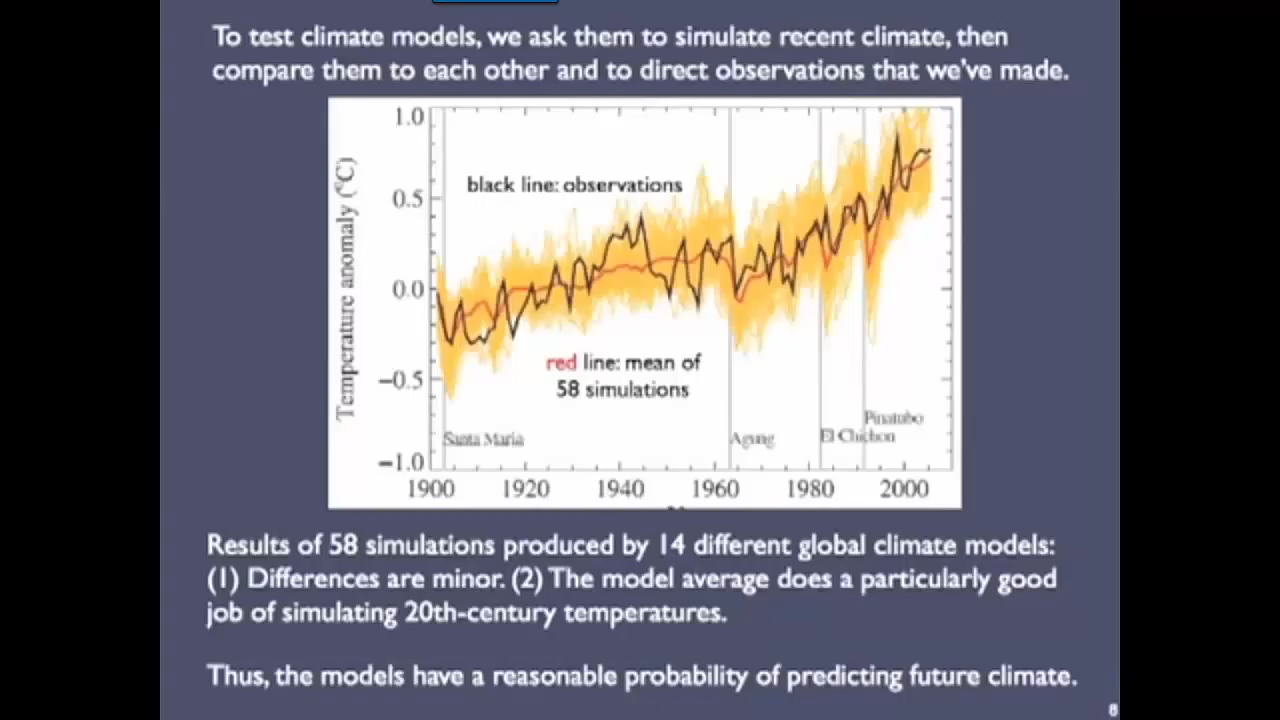 To test climate models, we ask them to simulate recent climate, then
compare them to each other and to direct observations that we've made.
Temperature anomaly (°C)
1.0
0.5
0.0
−0.5
−1.0
black line: observations
red line: mean of
58 simulations
Santa Maria
Agung
El Chichon
Pinatubo
1900 1920 1940 1960 1980 2000
Results of 58 simulations produced by 14 different global climate models:
(1) Differences are minor. (2) The model average does a particularly good
job of simulating 20th-century temperatures.
Thus, the models have a reasonable probability of predicting future climate.
8